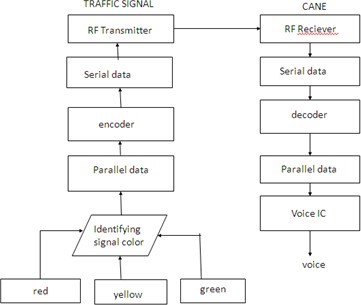 TRAFFIC SIGNAL
CANE
RF Transmitter
RF Reciever
Serial data
Serial data
encoder
decoder
Parallel data
Parallel data
Identifying
signal color
Voice IC
voice
red
yellow
green